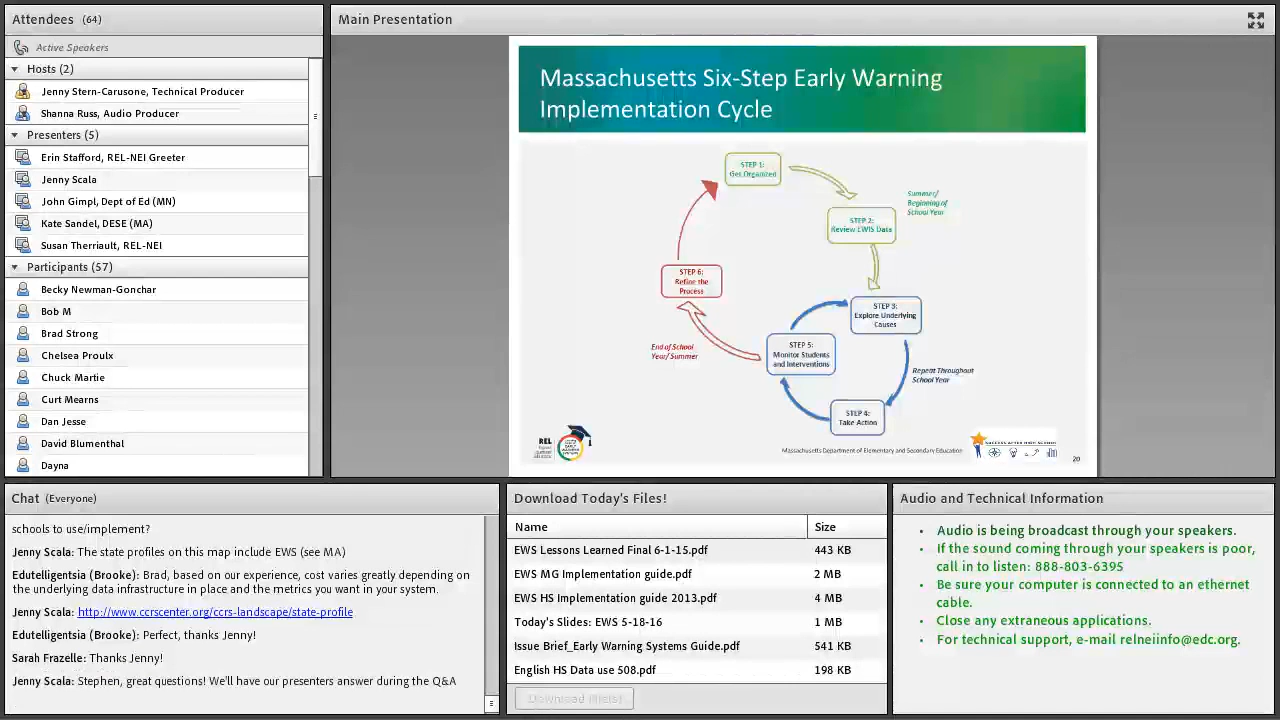 Attendees (64)
Active Speakers
Hosts (2)
Jenny Stern-Carusone, Technical Producer
Shanna Russ, Audio Producer
Presenters (5)
Erin Stafford, REL-NEI Greeter
Jenny Scala
John Gimpl, Dept of Ed (MN)
Kate Sandel, DESE (MA)
Susan Therriault, REL-NEI
Participants (57)
Becky Newman-Gonchar
Bob M
Brad Strong
Chelsea Proulx
Chuck Martie
Curt Mearns
Dan Jesse
David Blumenthal
Dayna
Main Presentation
Massachusetts Six-Step Early Warning
Implementation Cycle
STEP 1:
Get Organized
Summer/
Beginning of
School Year
STEP 2:
Review EWIS Data
STEP 3:
Explore Underlying
Causes
Repeat Throughout
School Year
STEP 4:
Take Action
STEP 5:
Monitor Students
and Interventions
End of School
Year/ Summer
STEP 6:
Refine the
Process
REL
Massachusetts Department of Elementary and Secondary Education
SUCCESS AFTER HIGH SCHOOL
20
Chat (Everyone)
schools to use/implement?
Jenny Scala: The state profiles on this map include EWS (see MA)
Edutelligentsia (Brooke): Brad, based on our experience, cost varies greatly depending on
the underlying data infrastructure in place and the metrics you want in your system.
Jenny Scala: http://www.ccrscenter.org/ccrs-landscape/state-profile
Edutelligentsia (Brooke): Perfect, thanks Jenny!
Sarah Frazelle: Thanks Jenny!
Jenny Scala: Stephen, great questions! We'll have our presenters answer during the Q&A
Download Today's Files!
Name Size
EWS Lessons Learned Final 6-1-15.pdf 443 KB
EWS MG Implementation guide.pdf 2 MB
EWS HS Implementation guide 2013.pdf 4 MB
Today's Slides: EWS 5-18-16 1 MB
Issue Brief_Early Warning Systems Guide.pdf 541 KB
English HS Data use 508.pdf 198 KB
Download File(s)
Audio and Technical Information
• Audio is being broadcast through your speakers.
• If the sound coming through your speakers is poor,
call in to listen: 888-803-6395
• Be sure your computer is connected to an ethernet
cable.
• Close any extraneous applications.
• For technical support, e-mail relneiinfo@edc.org.